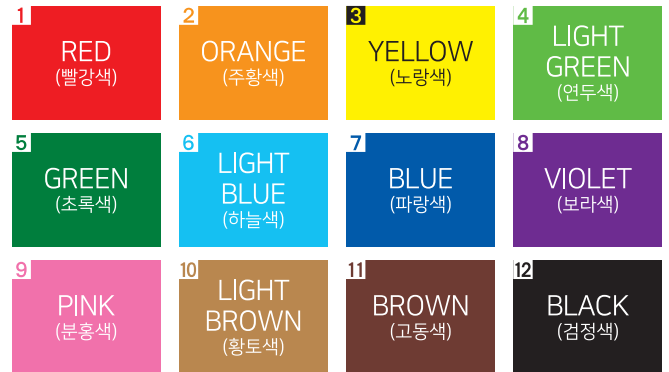 1
RED
(빨강색)
2
ORANGE
(주황색)
3
YELLOW
(노랑색)
4
LIGHT
GREEN
(연두색)
5
GREEN
(초록색)
6
LIGHT
BLUE
(하늘색)
7
BLUE
(파랑색)
8
VIOLET
(보라색)
9
PINK
(분홍색)
10
LIGHT
BROWN
(황토색)
11
BROWN
(고동색)
12
BLACK
(검정색)